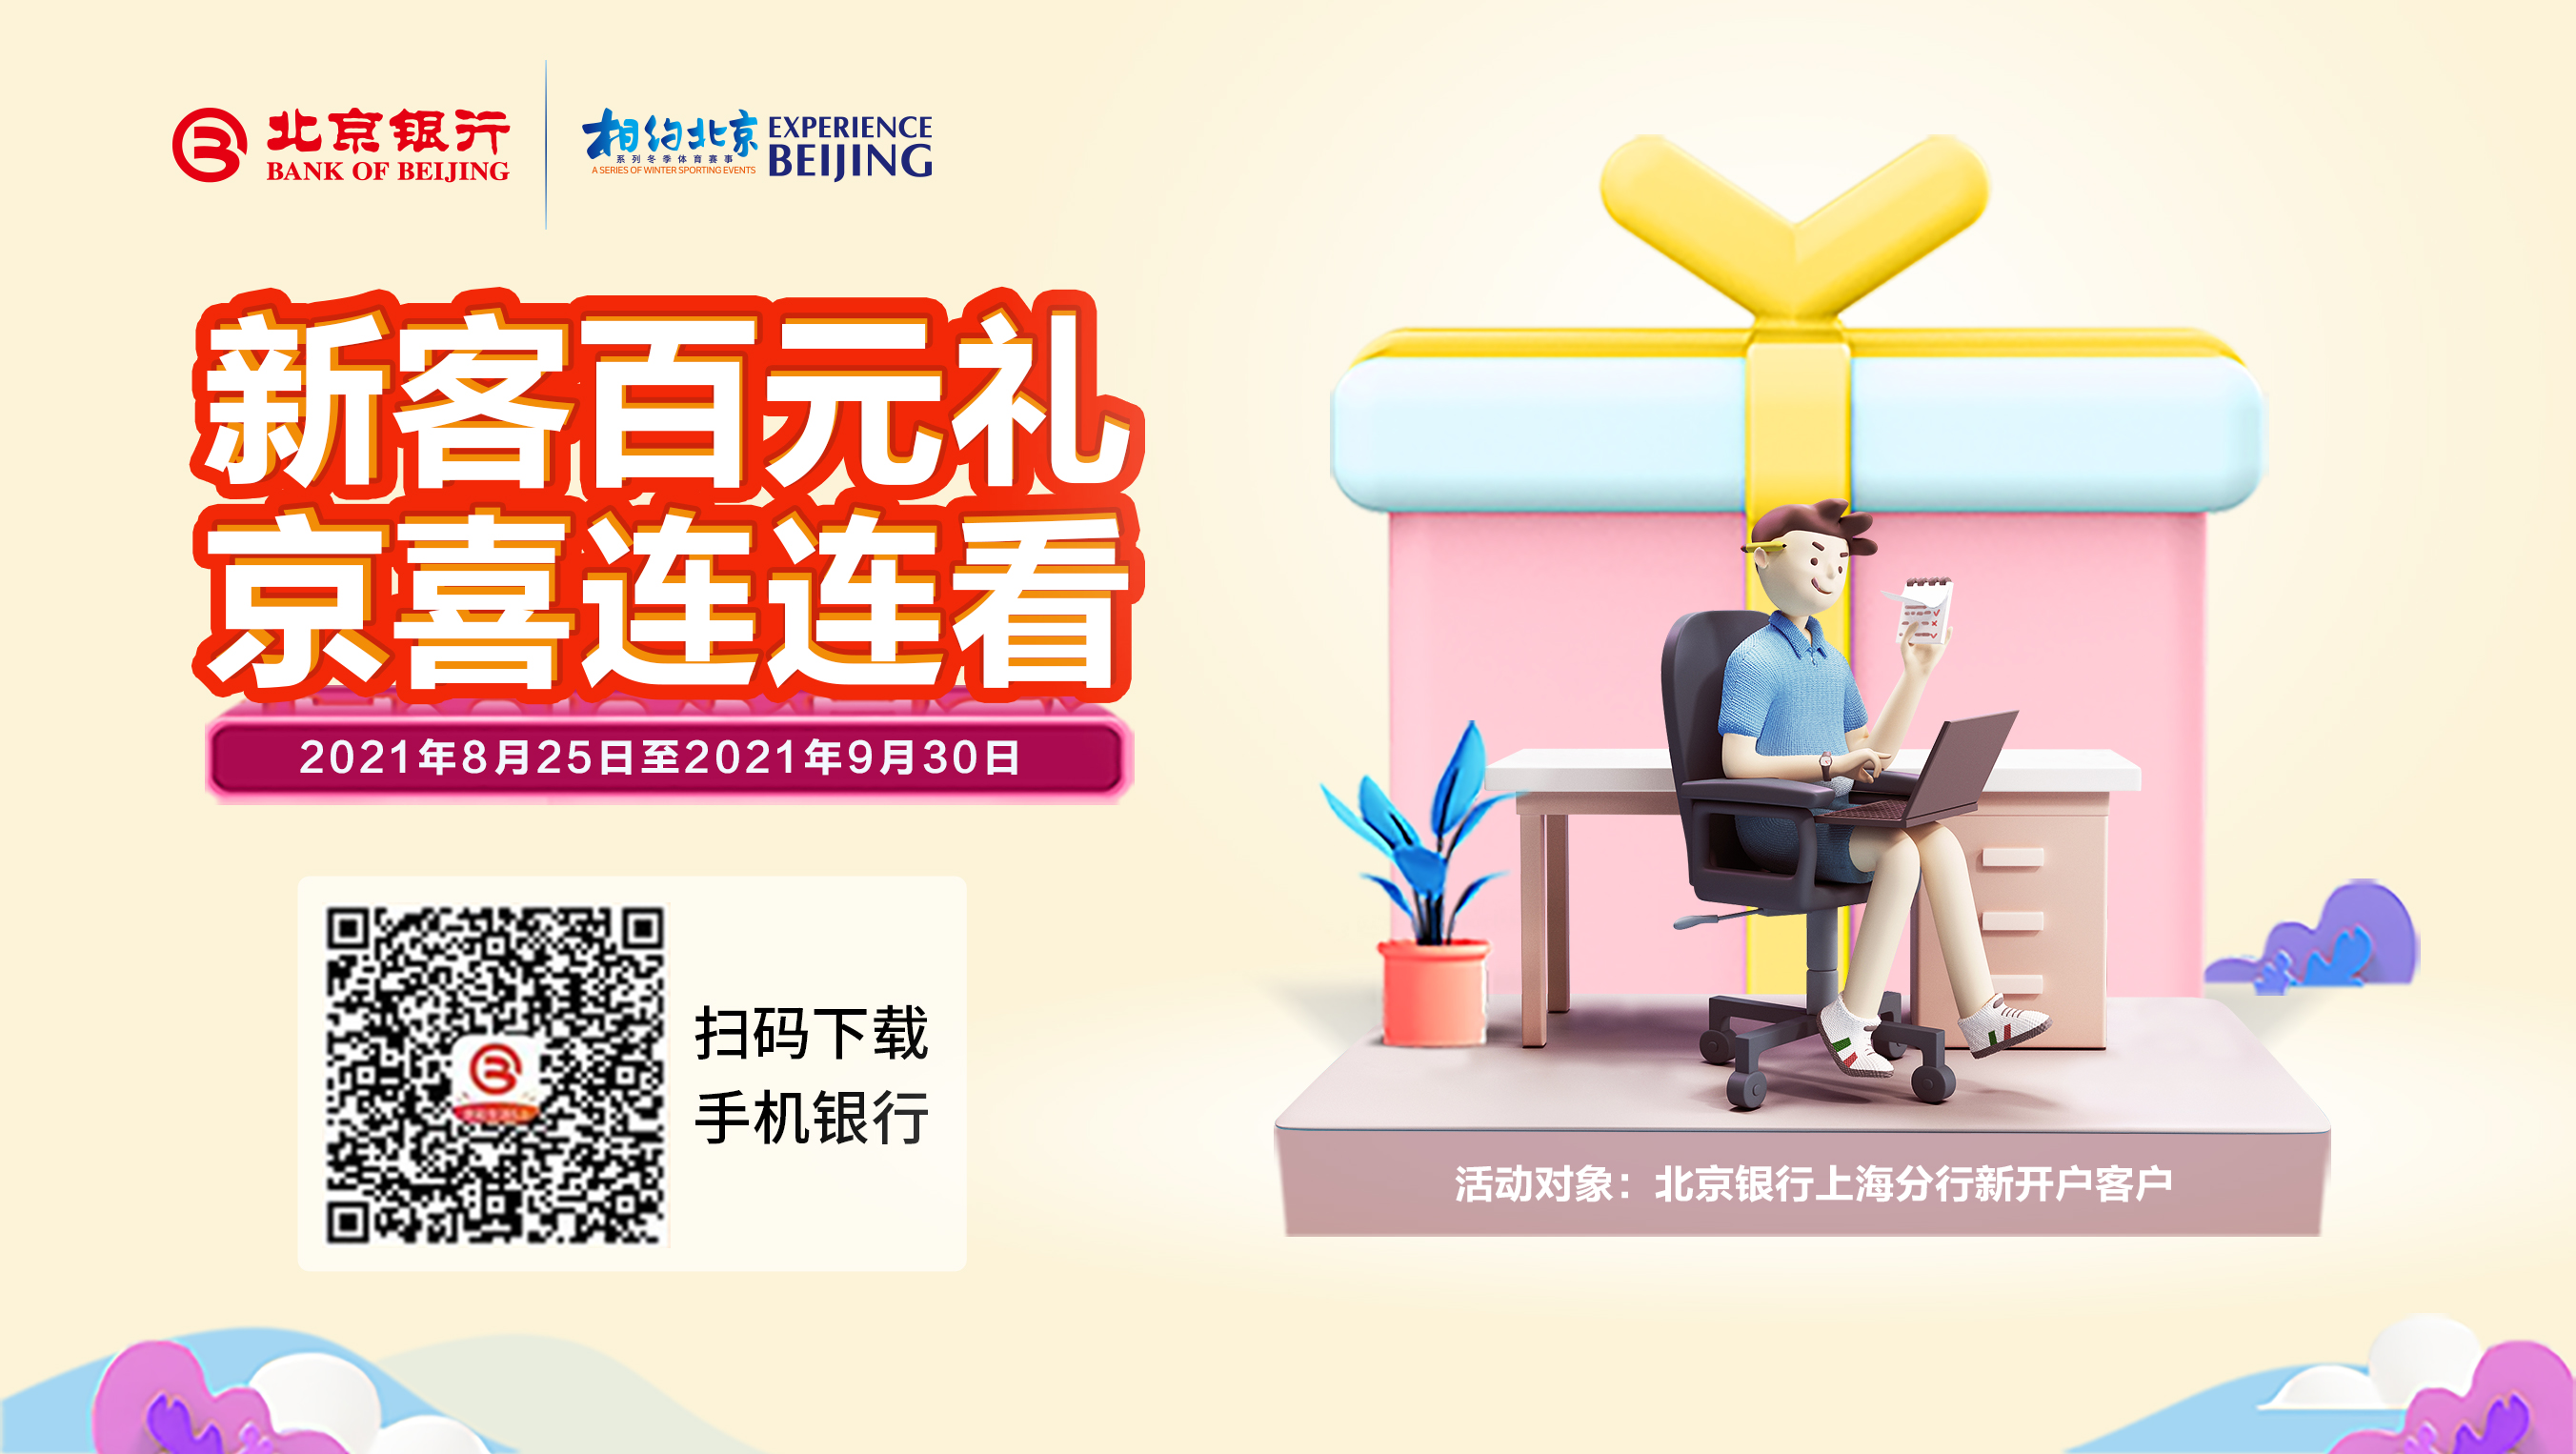 北京银行
BANK OF BEIJING
相约北京
系列冬季体育赛事
A SERIES OF WINTER SPORTING EVENTS
EXPERIENCE
BEIJING
新客百元礼
京喜连连看
2021年8月25日至2021年9月30日
扫码下载
手机银行
活动对象：北京银行上海分行新开户客户